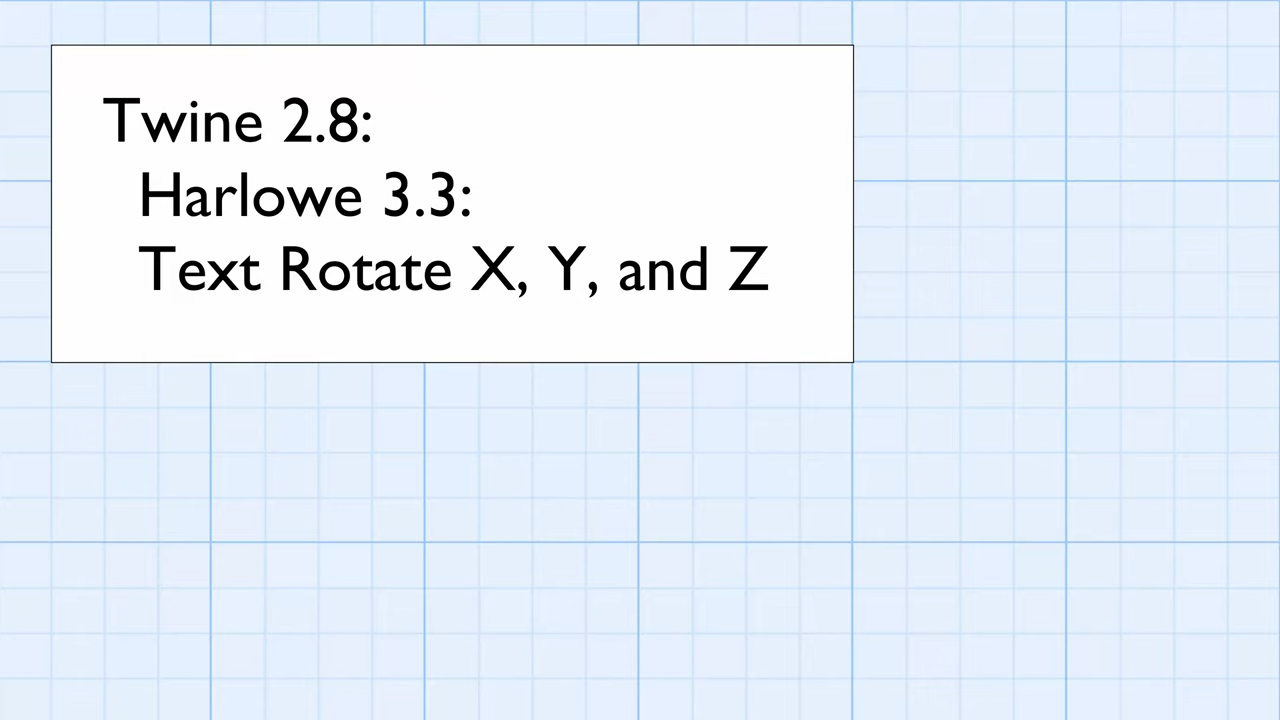 Twine 2.8:
Harlowe 3.3:
Text Rotate X, Y, and Z